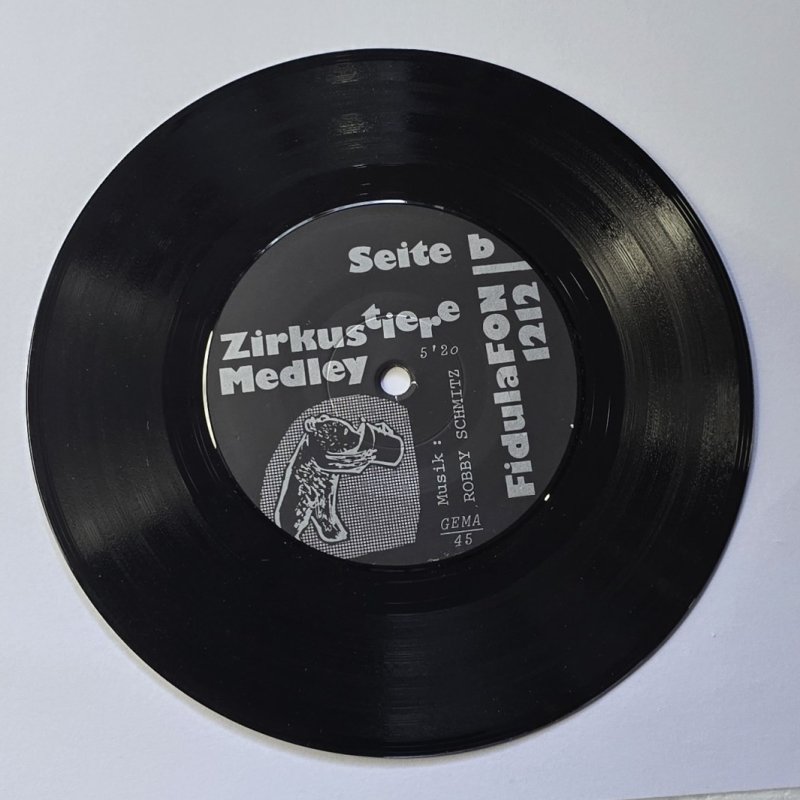 Seite b
Zirkustiere
Medley
5'20
Musik:
ROBBY SCHMITZ
GEMA
45
FidulaFON
1212